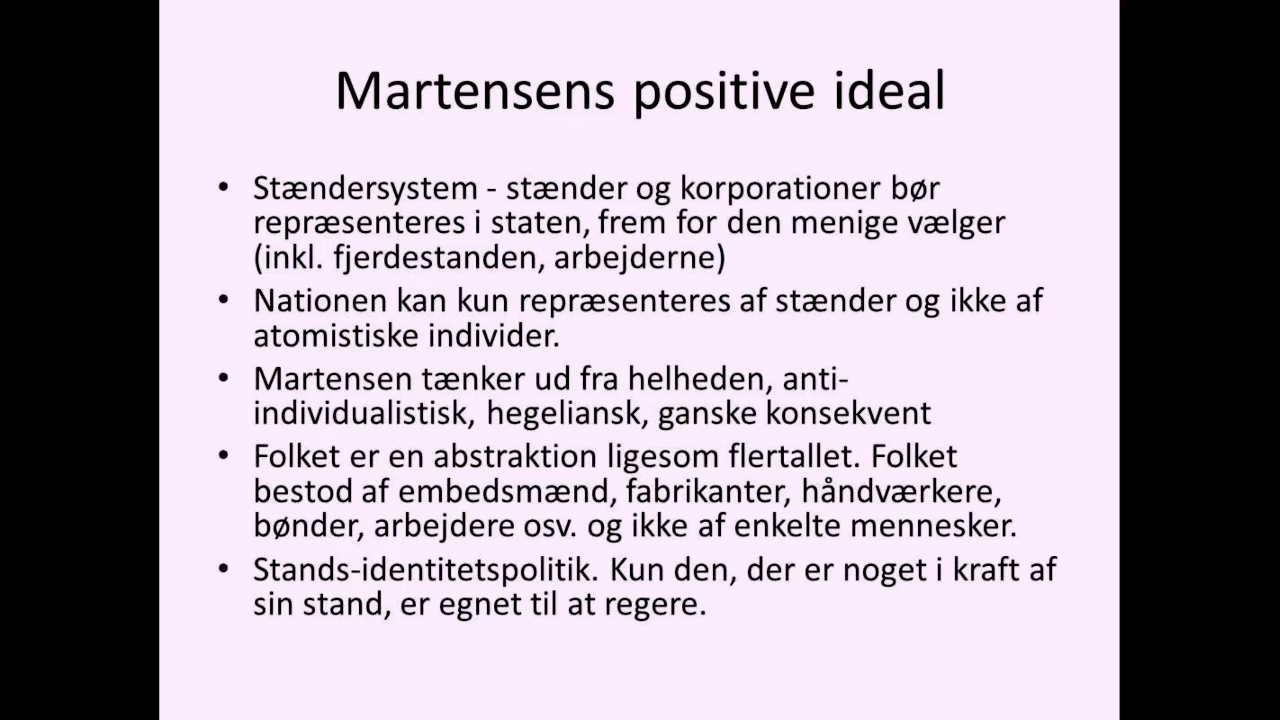 Martensens positive ideal
• Stændersystem - stænder og korporationer bør
repræsenteres i staten, frem for den menige vælger
(inkl. fjerdestanden, arbejderne)
• Nationen kan kun repræsenteres af stænder og ikke af
atomistiske individer.
• Martensen tænker ud fra helheden, anti-
individualistisk, hegeliansk, ganske konsekvent
• Folket er en abstraktion ligesom flertallet. Folket
bestod af embedsmænd, fabrikanter, håndværkere,
bønder, arbejdere osv. og ikke af enkelte mennesker.
• Stands-identitetspolitik. Kun den, der er noget i kraft af
sin stand, er egnet til at regere.